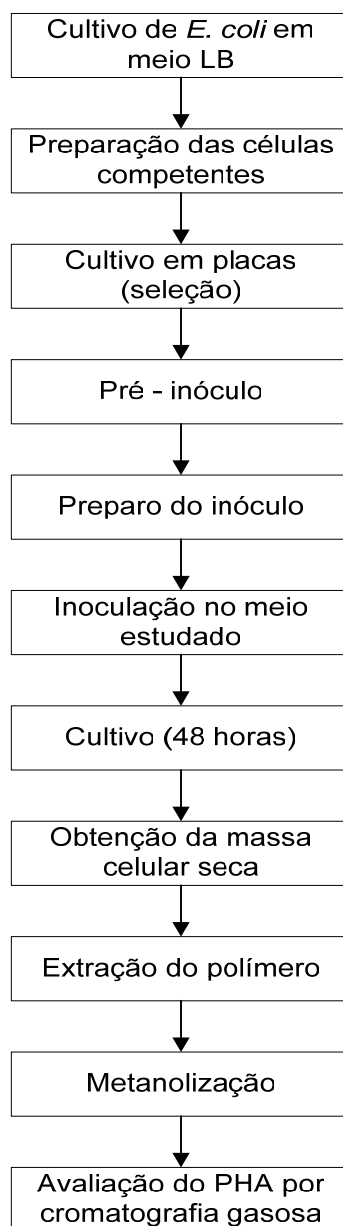 Cultivo de E. coli em
meio LB
Preparação das células
competentes
Cultivo em placas
(seleção)
Pré - inóculo
Preparo do inóculo
Inoculação no meio
estudado
Cultivo (48 horas)
Obtenção da massa
celular seca
Extração do polímero
Metanolização
Avaliação do PHA por
cromatografia gasosa